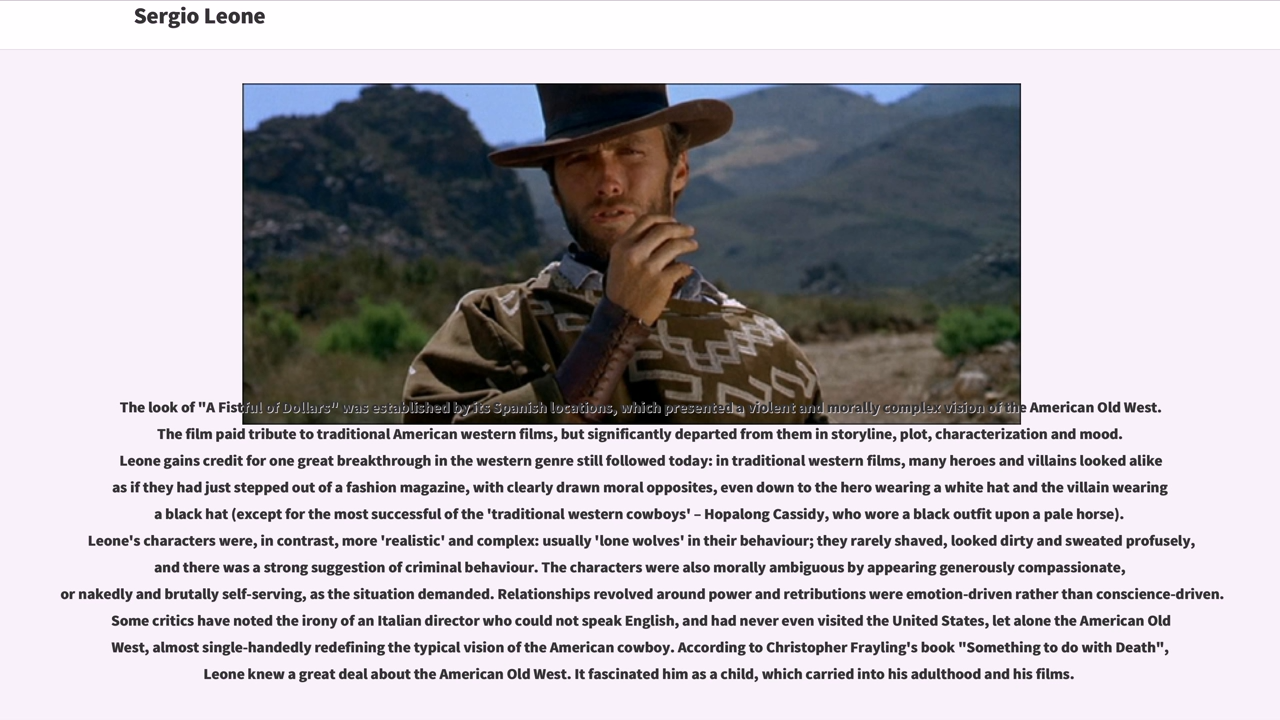 Sergio Leone
The look of "A Fistful of Dollars" was established by its Spanish locations, which presented a violent and morally complex vision of the American Old West.
The film paid tribute to traditional American western films, but significantly departed from them in storyline, plot, characterization and mood.
Leone gains credit for one great breakthrough in the western genre still followed today: in traditional western films, many heroes and villains looked alike
as if they had just stepped out of a fashion magazine, with clearly drawn moral opposites, even down to the hero wearing a white hat and the villain wearing
a black hat (except for the most successful of the 'traditional western cowboys' – Hopalong Cassidy, who wore a black outfit upon a pale horse).
Leone's characters were, in contrast, more 'realistic' and complex: usually 'lone wolves' in their behaviour; they rarely shaved, looked dirty and sweated profusely,
and there was a strong suggestion of criminal behaviour. The characters were also morally ambiguous by appearing generously compassionate,
or nakedly and brutally self-serving, as the situation demanded. Relationships revolved around power and retributions were emotion-driven rather than conscience-driven.
Some critics have noted the irony of an Italian director who could not speak English, and had never even visited the United States, let alone the American Old
West, almost single-handedly redefining the typical vision of the American cowboy. According to Christopher Frayling's book "Something to do with Death",
Leone knew a great deal about the American Old West. It fascinated him as a child, which carried into his adulthood and his films.